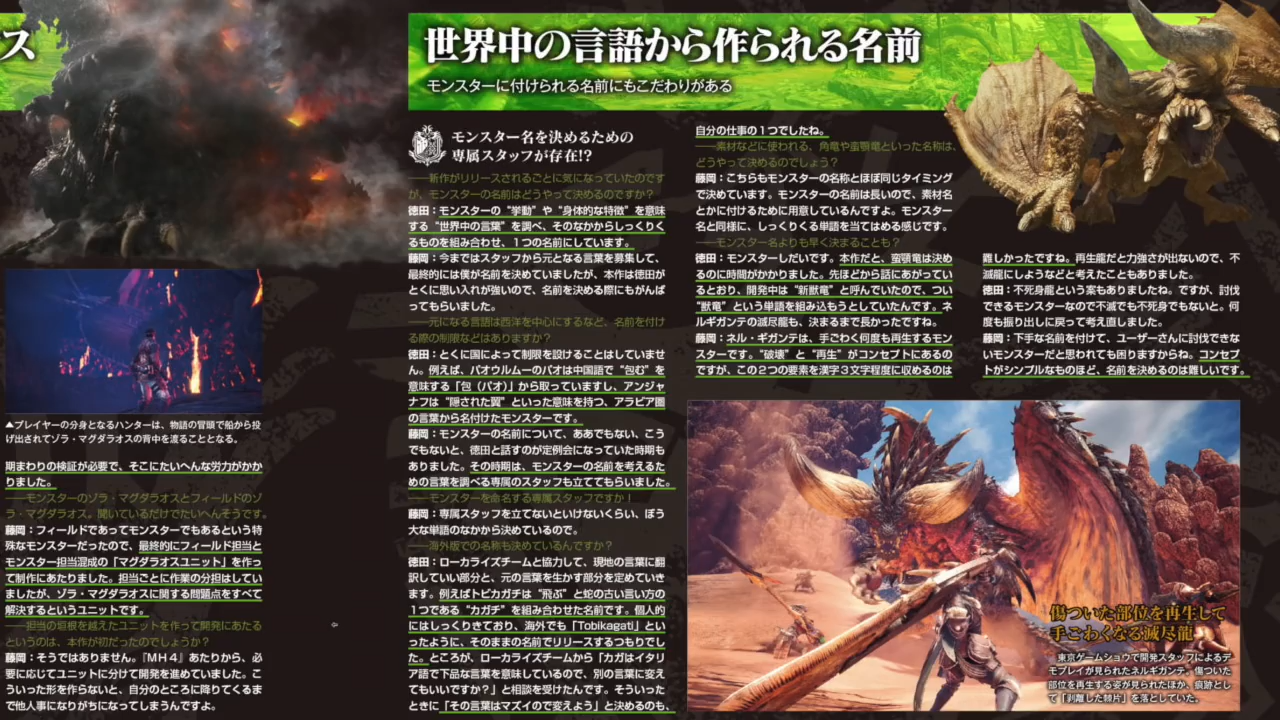 ス
▲プレイヤーの分身となるハンターは、物語の冒頭で船から投
げ出されてゾラ・マグダラオスの背中を渡ることとなる。
期まわりの検証が必要で、そこにたいへんな労力がかか
りました。
──モンスターのゾラ・マグダラオスとフィールドのゾ
ラ・マグダラオス。聞いているだけでたいへんそうです。
藤岡：フィールドであってモンスターでもあるという特
殊なモンスターだったので、最終的にフィールド担当と
モンスター担当混成の「マグダラオスユニット」を作っ
て制作にあたりました。担当ごとに作業の分担はしてい
ましたが、ゾラ・マグダラオスに関する問題点をすべて
解決するというユニットです。
──担当の垣根を越えたユニットを作って開発にあたる
というのは、本作が初だったのでしょうか？
藤岡：そうではありません。『MH4』あたりから、必
要に応じてユニットに分けて開発を進めていました。こ
ういった形を作らないと、自分のところに降りてくるま
で他人事になりがちになってしまうんですよ。
世界中の言語から作られる名前
モンスターに付けられる名前にもこだわりがある
モンスター名を決めるための
専属スタッフが存在!?
──新作がリリースされるごとに気になっていたのです
が、モンスターの名前はどうやって決めるのですか？
徳田：モンスターの“挙動”や“身体的な特徴”を意味
する“世界中の言葉”を調べ、そのなかからしっくりく
るものを組み合わせ、1つの名前にしています。
藤岡：今まではスタッフから元となる言葉を募集して、
最終的には僕が名前を決めていましたが、本作は徳田が
とくに思い入れが強いので、名前を決める際にもがんば
ってもらいました。
──元になる言語は西洋を中心にするなど、名前を付け
る際の制限などはありますか？
徳田：とくに国によって制限を設けることはしていませ
ん。例えば、パオウルムーのパオは中国語で“包む”を
意味する「包（パオ）」から取っていますし、アンジャ
ナフは“隠された翼”といった意味を持つ、アラビア圏
の言葉から名付けたモンスターです。
藤岡：モンスターの名前について、ああでもない、こう
でもないと、徳田と話すのが定例会になっていた時期も
ありました。その時期は、モンスターの名前を考えるた
めの言葉を調べる専属のスタッフも立ててもらいました。
──モンスターを命名する専属スタッフですか！
藤岡：専属スタッフを立てないといけないくらい、ぼう
大な単語のなかから決めているので。
──海外版での名称も決めているんですか？
徳田：ローカライズチームと協力して、現地の言葉に翻
訳していい部分と、元の言葉を生かす部分を定めていき
ます。例えばトビカガチは“飛ぶ”と蛇の古い言い方の
1つである“カガチ”を組み合わせた名前です。個人的
にはしっくりきており、海外でも「Tobikagati」とい
ったように、そのままの名前でリリースするつもりでし
た。ところが、ローカライズチームから「カガはイタリ
ア語で下品な言葉を意味しているので、別の言葉に変え
てもいいですか？」と相談を受けたんです。そういった
ときに「その言葉はマズイので変えよう」と決めるのも、
自分の仕事の1つでしたね。
──素材などに使われる、角竜や蛮顎竜といった名称は、
どうやって決めるのでしょう？
藤岡：こちらもモンスターの名称とほぼ同じタイミング
で決めています。モンスターの名前は長いので、素材名
とかに付けるために用意しているんですよ。モンスター
名と同様に、しっくりくる単語を当てはめる感じです。
──モンスター名よりも早く決まることも？
徳田：モンスターしだいです。本作だと、蛮顎竜は決め
るのに時間がかかりました。先ほどから話にあがってい
るとおり、開発中は“新獣竜”と呼んでいたので、つい
“獣竜”という単語を組み込もうとしていたんです。ネ
ルギガンテの滅尽龍も、決まるまで長かったですね。
藤岡：ネル・ギガンテは、手ごわく何度も再生するモン
スターです。“破壊”と“再生”がコンセプトにあるの
ですが、この2つの要素を漢字3文字程度に収めるのは
難しかったですね。再生龍だと力強さが出ないので、不
滅龍にしようなどと考えたこともありました。
徳田：不死身龍という案もありましたね。ですが、討伐
できるモンスターなので不滅でも不死身でもないと。何
度も振り出しに戻って考え直しました。
藤岡：下手な名前を付けて、ユーザーさんに討伐できな
いモンスターだと思われても困りますからね。コンセプ
トがシンプルなものほど、名前を決めるのは難しいです。
傷ついた部位を再生して
手ごわくなる滅尽龍
東京ゲームショウで開発スタッフによるデ
モプレイが見られたネルギガンテ。傷ついた
部位を再生する姿が見られたほか、痕跡とし
て「剥離した棘片」を落としていた。